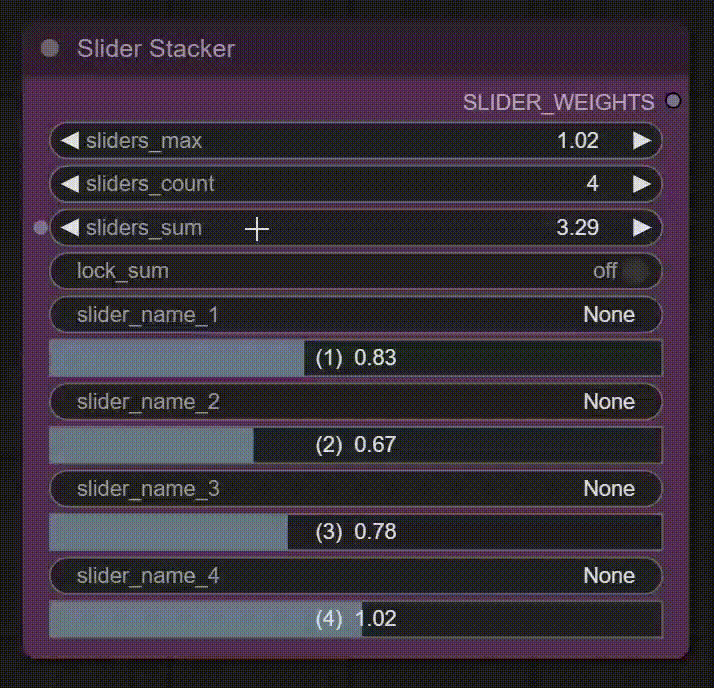 Slider Stacker
SLIDER_WEIGHTS
sliders_max 1.02
sliders_count 4
sliders_sum 3.29
lock_sum off
slider_name_1 None
(1) 0.83
slider_name_2 None
(2) 0.67
slider_name_3 None
(3) 0.78
slider_name_4 None
(4) 1.02